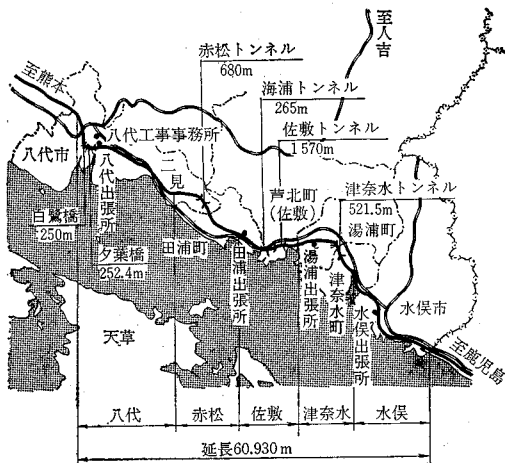 至人吉
赤松トンネル
680m
海浦トンネル
265m
佐敷トンネル
1570m
至熊本
八代工事事務所
八代市
二見
芦北町
(佐敷)
津奈木トンネル
521.5m
湯浦町
八代出張所
白鷺橋
250m
夕葉橋
252.4m
田浦町
田浦出張所
湯浦出張所
津奈木町
水俣出張所
水俣市
至鹿児島
天草
八代
赤松
佐敷
津奈木
水俣
延長60.930m